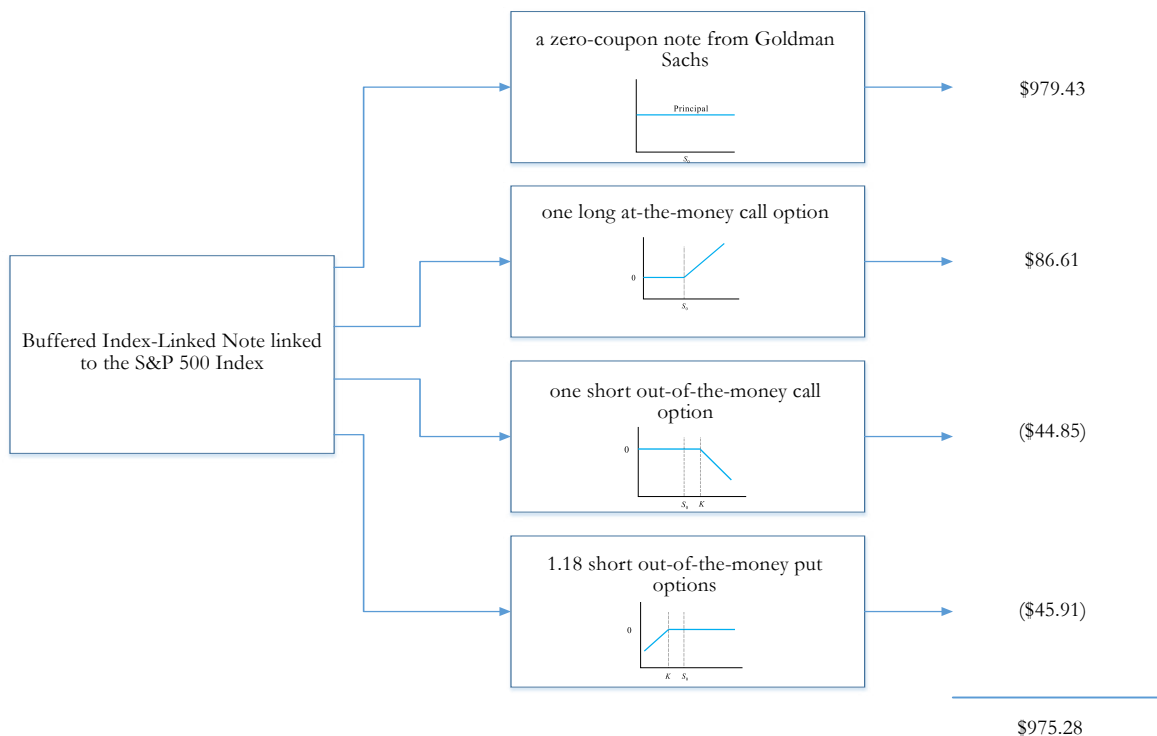 a zero-coupon note from Goldman
Sachs
Principal
S₀
$979.43
one long at-the-money call option
0
S₀
$86.61
Buffered Index-Linked Note linked
to the S&P 500 Index
one short out-of-the-money call
option
0
S₀ K
($44.85)
1.18 short out-of-the-money put
options
0
K S₀
($45.91)
$975.28